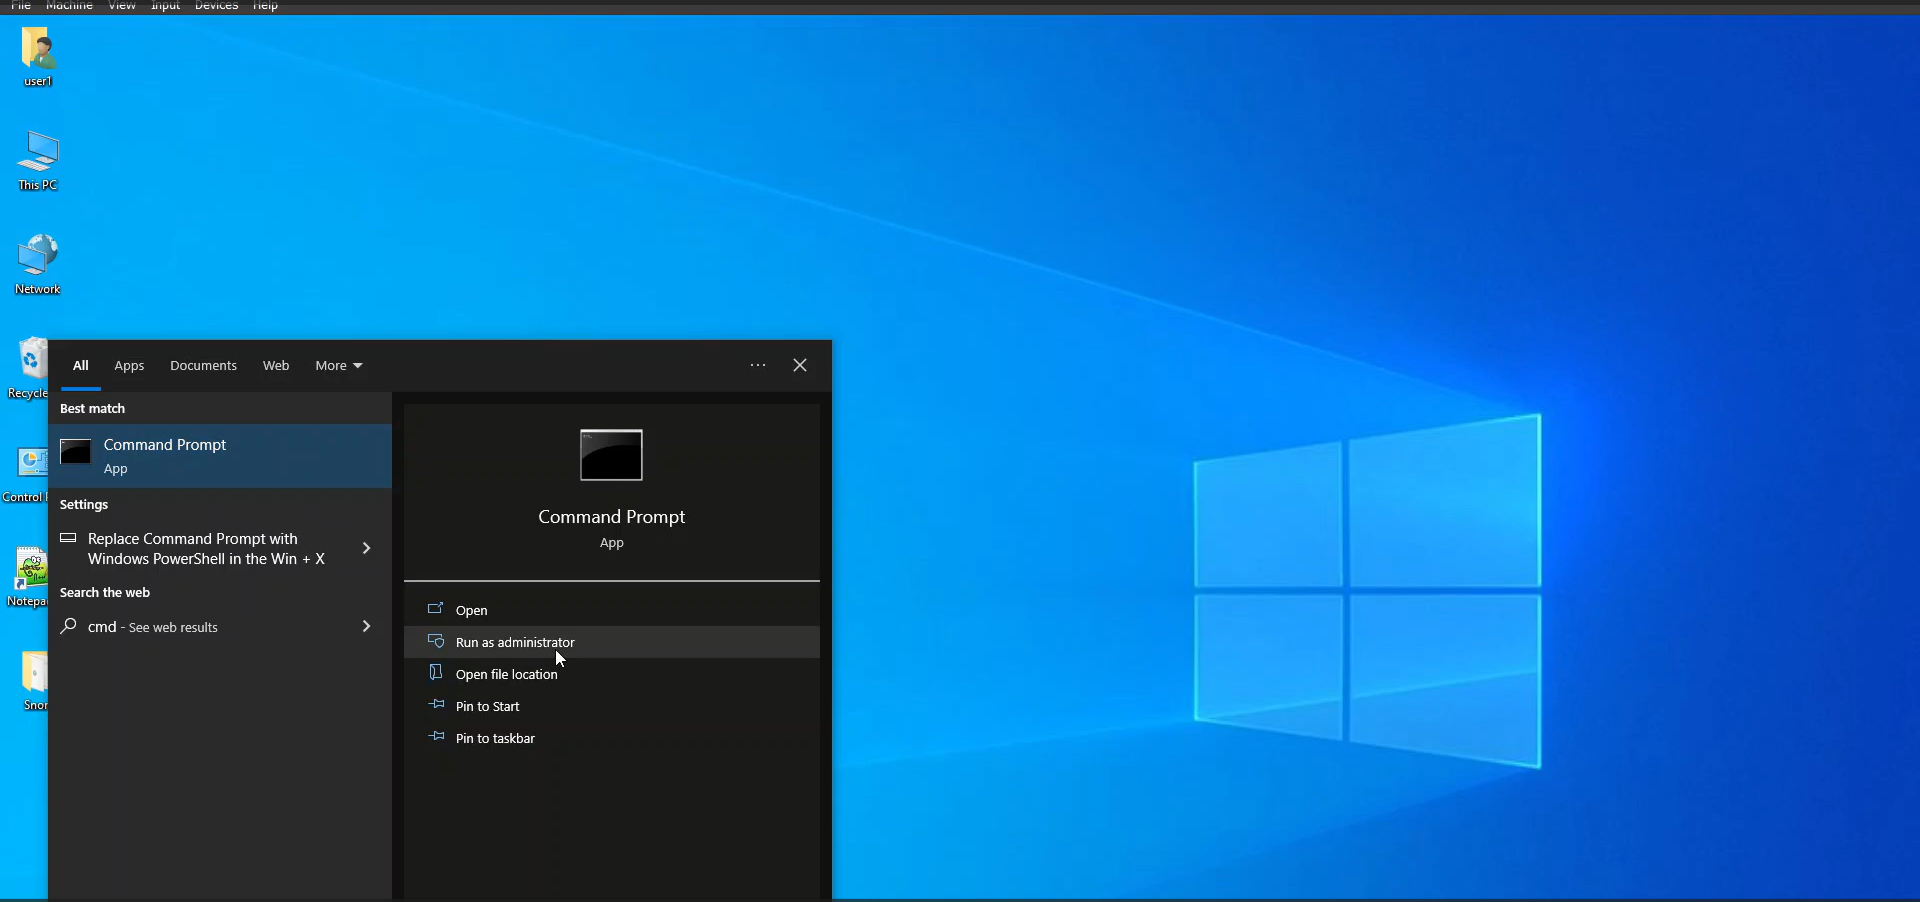 File Machine View Input Devices Help
user1
This PC
Network
Recycle
Control
Notepa
Snor
All Apps Documents Web More
Best match
Command Prompt
App
Settings
Replace Command Prompt with
Windows PowerShell in the Win + X
Search the web
cmd - See web results
Command Prompt
App
Open
Run as administrator
Open file location
Pin to Start
Pin to taskbar